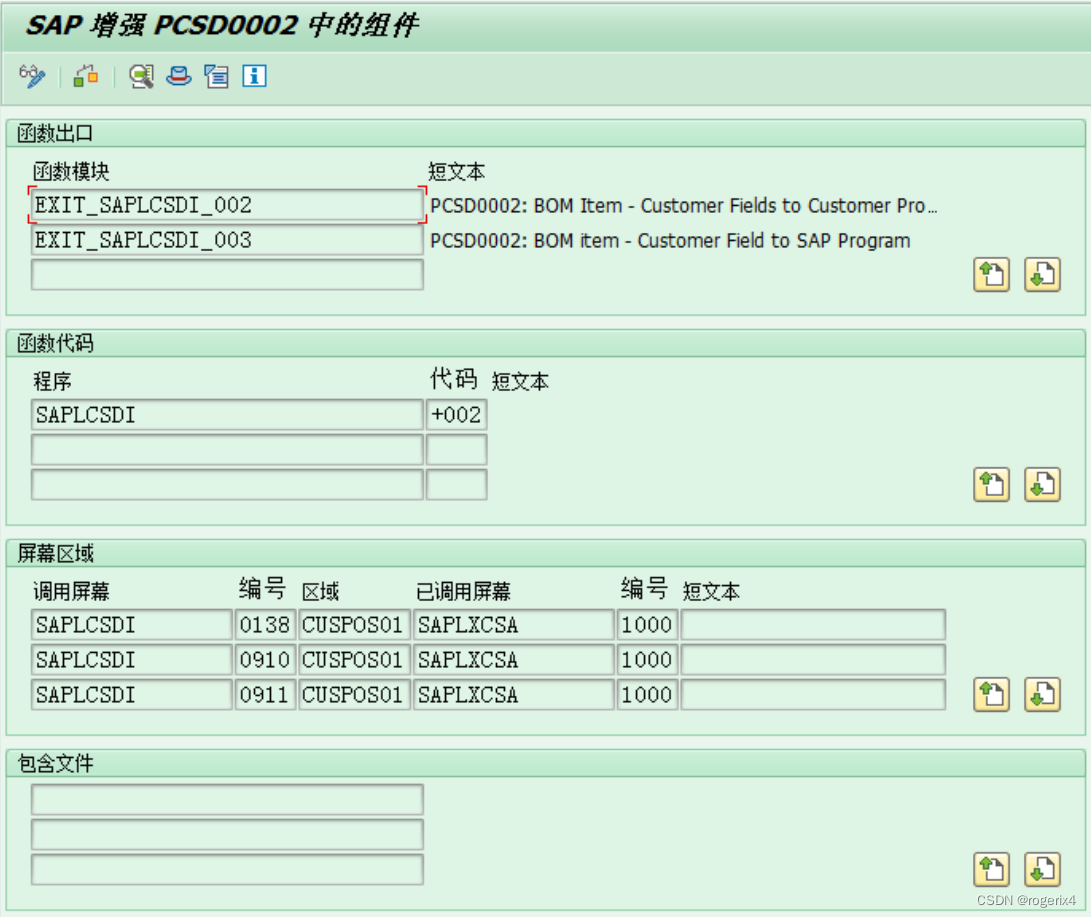 SAP 增强 PCSD0002 中的组件
函数出口
函数模块 短文本
EXIT_SAPLCSDI_002 PCSD0002: BOM Item - Customer Fields to Customer Pro...
EXIT_SAPLCSDI_003 PCSD0002: BOM item - Customer Field to SAP Program
函数代码
程序 代码 短文本
SAPLCSDI +002
屏幕区域
调用屏幕 编号 区域 已调用屏幕 编号 短文本
SAPLCSDI 0138 CUSPOS01 SAPLXCSA 1000
SAPLCSDI 0910 CUSPOS01 SAPLXCSA 1000
SAPLCSDI 0911 CUSPOS01 SAPLXCSA 1000
包含文件
CSDN @rogerix4